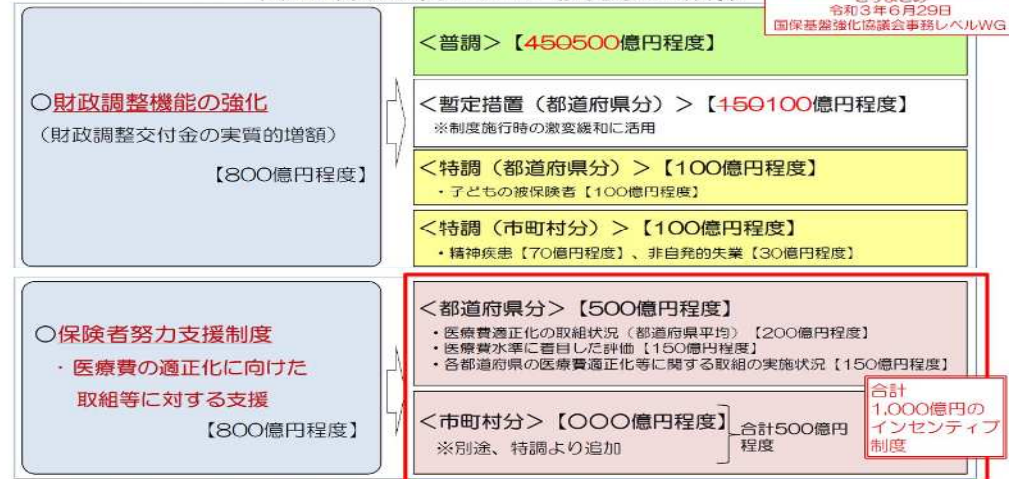 令和3年6月29日
国保基盤強化協議会事務レベルWG
○財政調整機能の強化
（財政調整交付金の実質的増額）
【800億円程度】
＜普調＞【450500億円程度】
＜暫定措置（都道府県分）＞【150100億円程度】
※制度施行時の激変緩和に活用
＜特調（都道府県分）＞【100億円程度】
・子どもの被保険者【100億円程度】
＜特調（市町村分）＞【100億円程度】
・精神疾患【70億円程度】、非自発的失業【30億円程度】
○保険者努力支援制度
・医療費の適正化に向けた
取組等に対する支援
【800億円程度】
＜都道府県分＞【500億円程度】
・医療費適正化の取組状況（都道府県平均）【200億円程度】
・医療費水準に着目した評価【150億円程度】
・各都道府県の医療費適正化等に関する取組の実施状況【150億円程度】
＜市町村分＞【〇〇〇億円程度】
※別途、特調より追加
合計500億円
程度
合計
1,000億円の
インセンティブ
制度